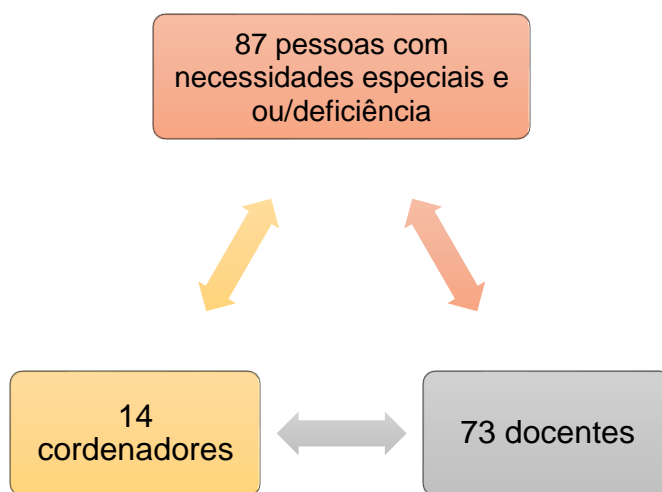 87 pessoas com
necessidades especiais e
ou/deficiência
14
cordenadores
73 docentes